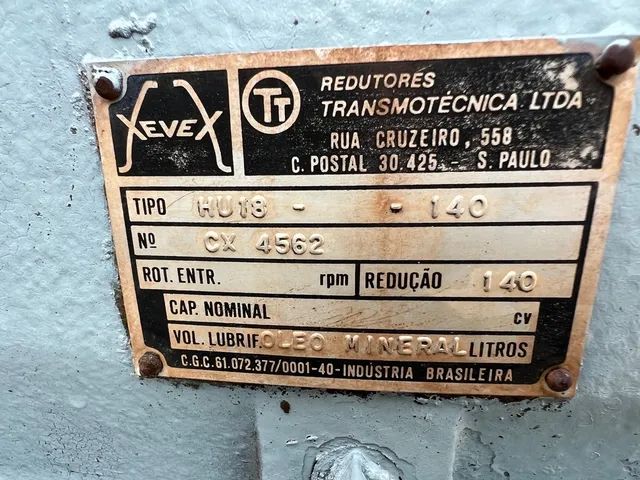 XEVEX
TT
REDUTORES
TRANSMOTÉCNICA LTDA
RUA CRUZEIRO, 558
C. POSTAL 30.425 - S. PAULO
TIPO HU18 - - 140
Nº CX 4562
ROT. ENTR. rpm REDUÇÃO 140
CAP. NOMINAL CV
VOL. LUBRIF. OLEO MINERAL LITROS
C.G.C. 61.072.377/0001-40-INDÚSTRIA BRASILEIRA